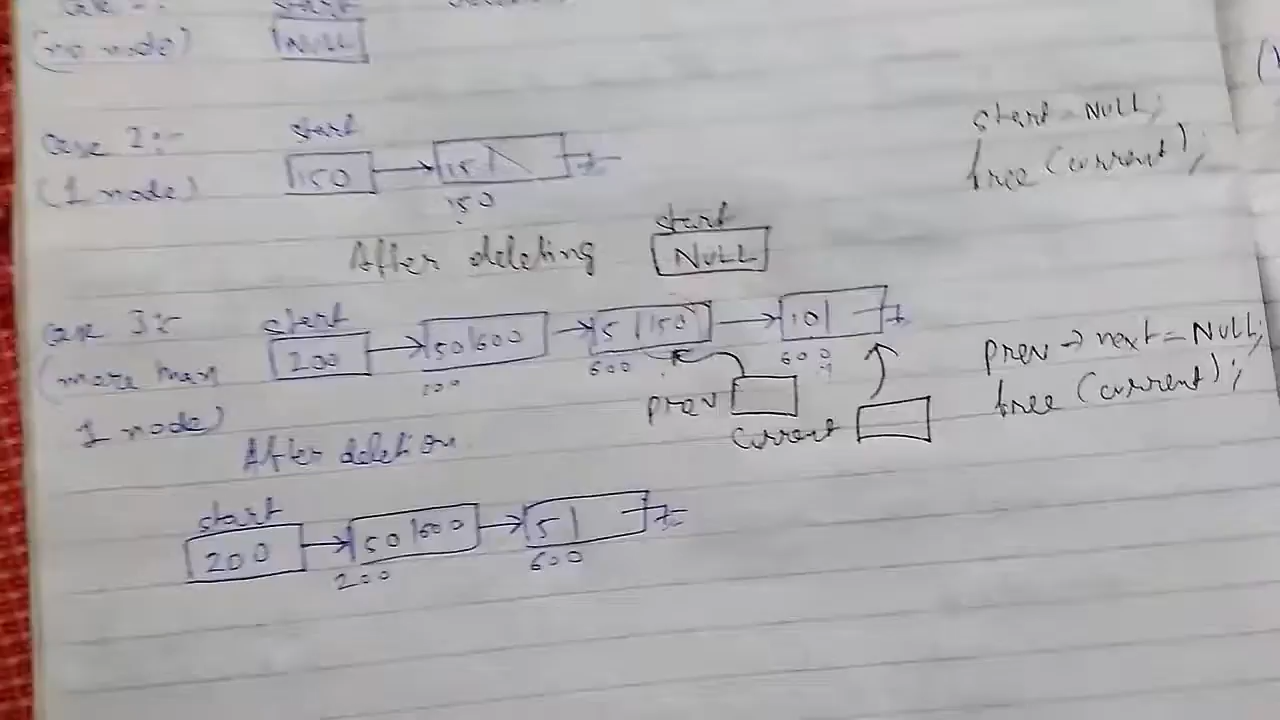 start
(no node) NULL
Case 2:- start
(1 node) 150 15
150
start = NULL;
free (current);
After deleting start NULL
Case 3:- start
(more than 1 node) 200 50 600 5 150 10
200 600 600
prev current
prev → next = NULL;
free (current);
After deletion
start
200 50 600 5
200 600